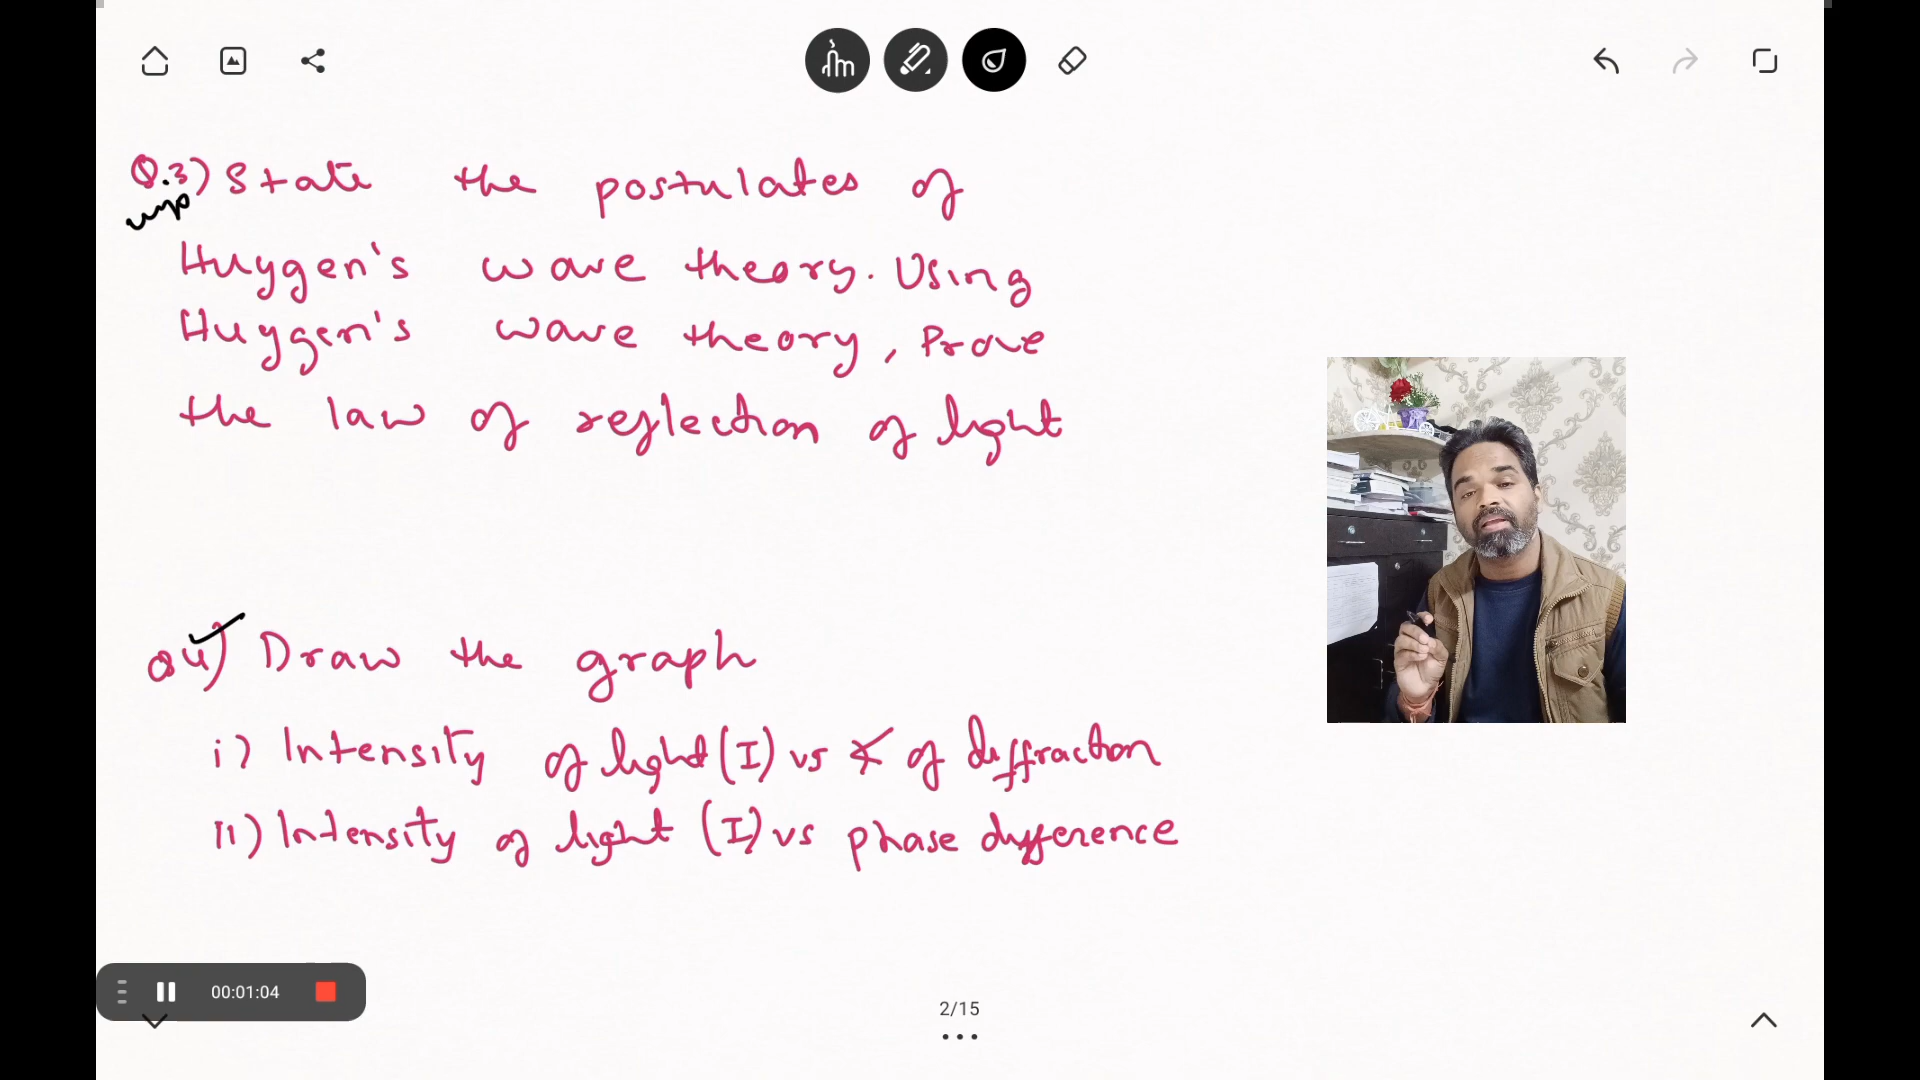 Q.3) State the postulates of
imp
Huygen's wave theory. Using
Huygen's wave theory, Prove
the law of reflection of light
Q4) Draw the graph
i) Intensity of light (I) vs ∠ of diffraction
ii) Intensity of light (I) vs phase difference
00:01:04
2/15